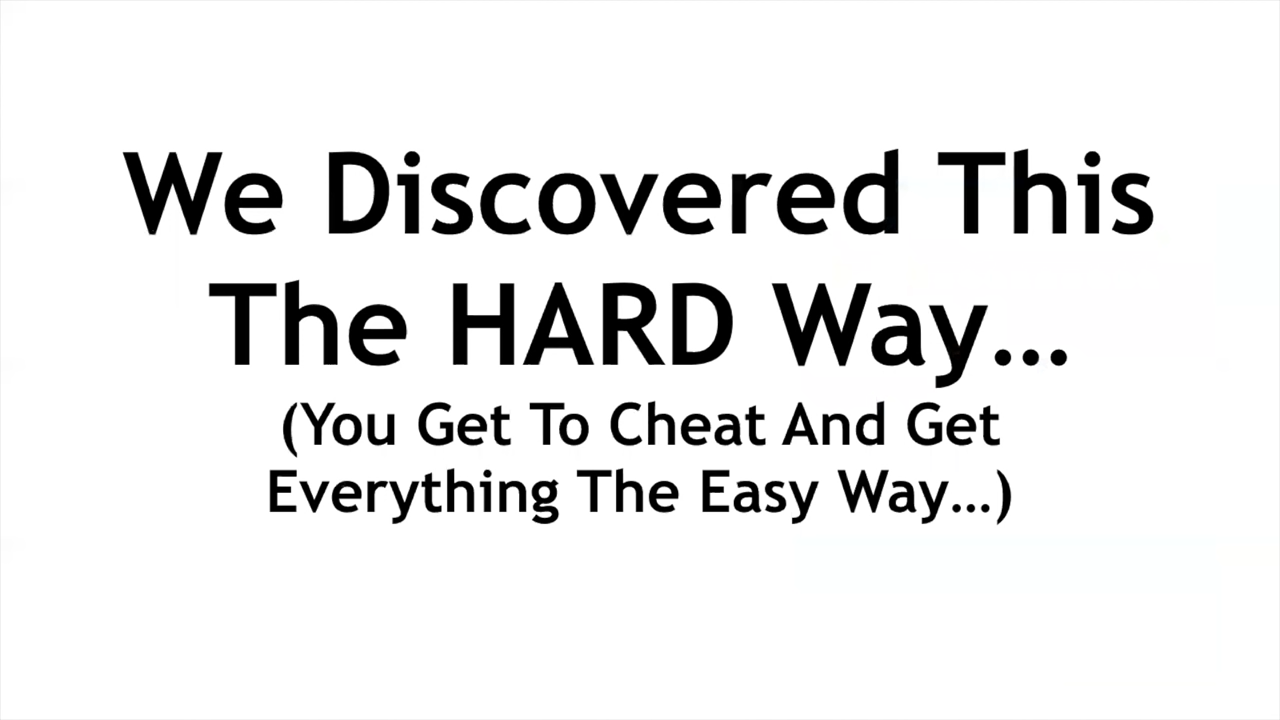 We Discovered This
The HARD Way...
(You Get To Cheat And Get
Everything The Easy Way...)